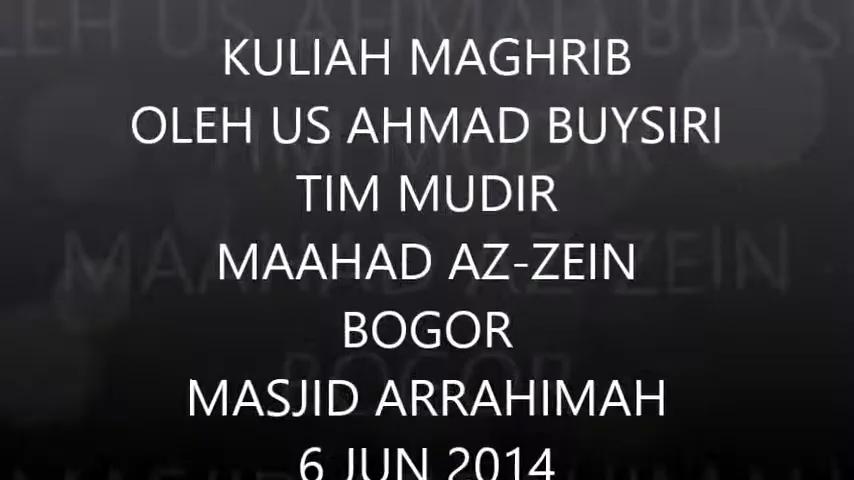 KULIAH MAGHRIB
OLEH US AHMAD BUYSIRI
TIM MUDIR
MAAHAD AZ-ZEIN
BOGOR
MASJID ARRAHIMAH
6 JUN 2014